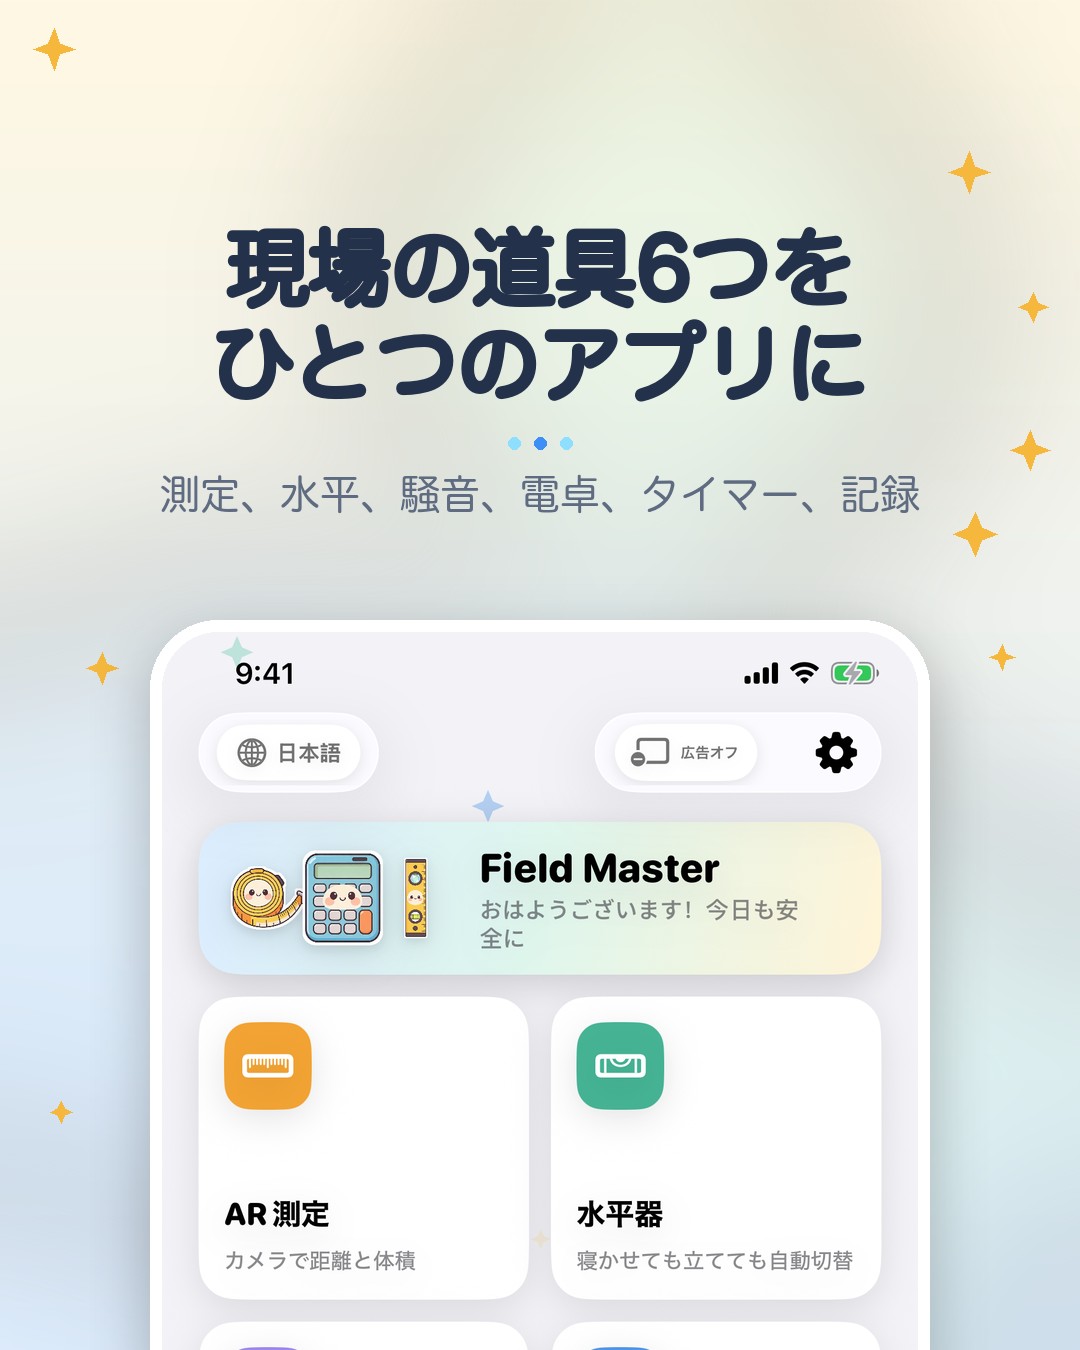 現場の道具6つを
ひとつのアプリに
測定、水平、騒音、電卓、タイマー、記録
9:41
日本語
広告オフ
Field Master
おはようございます！今日も安
全に
AR 測定
カメラで距離と体積
水平器
寝かせても立てても自動切替